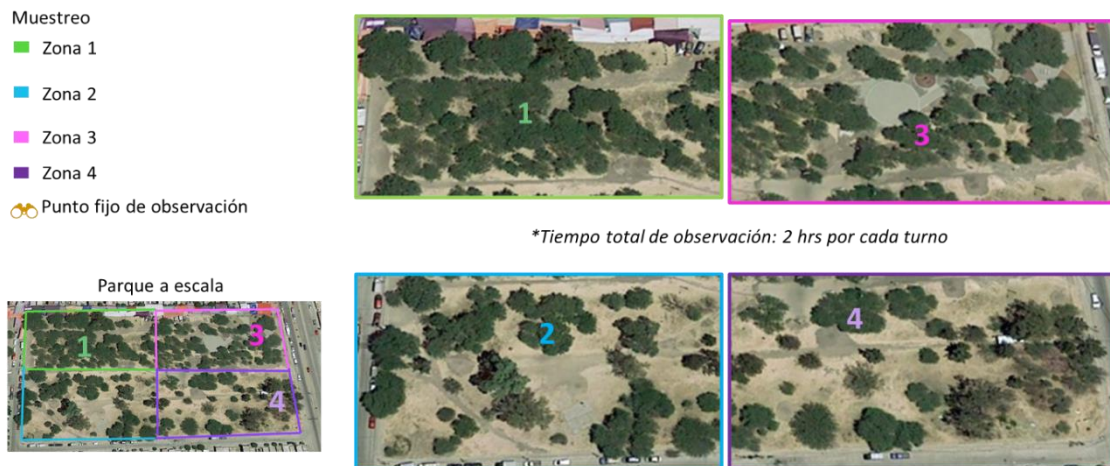 Muestreo
Zona 1
Zona 2
Zona 3
Zona 4
Punto fijo de observación
1
3
*Tiempo total de observación: 2 hrs por cada turno
Parque a escala
1
3
4
2
4